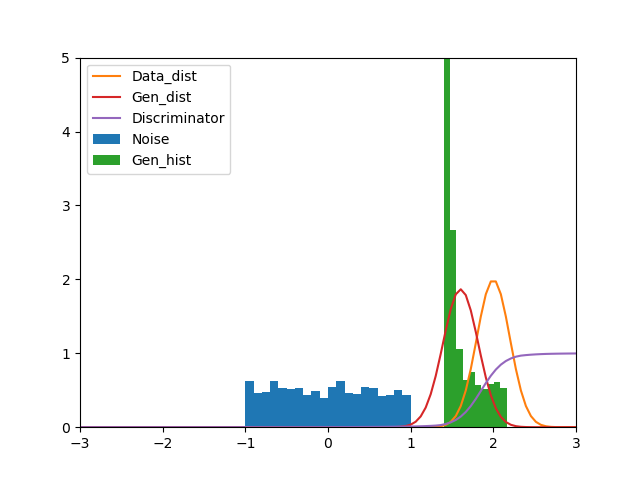 5
4
3
2
1
0
Data_dist
Gen_dist
Discriminator
Noise
Gen_hist
−3
−2
−1
0
1
2
3